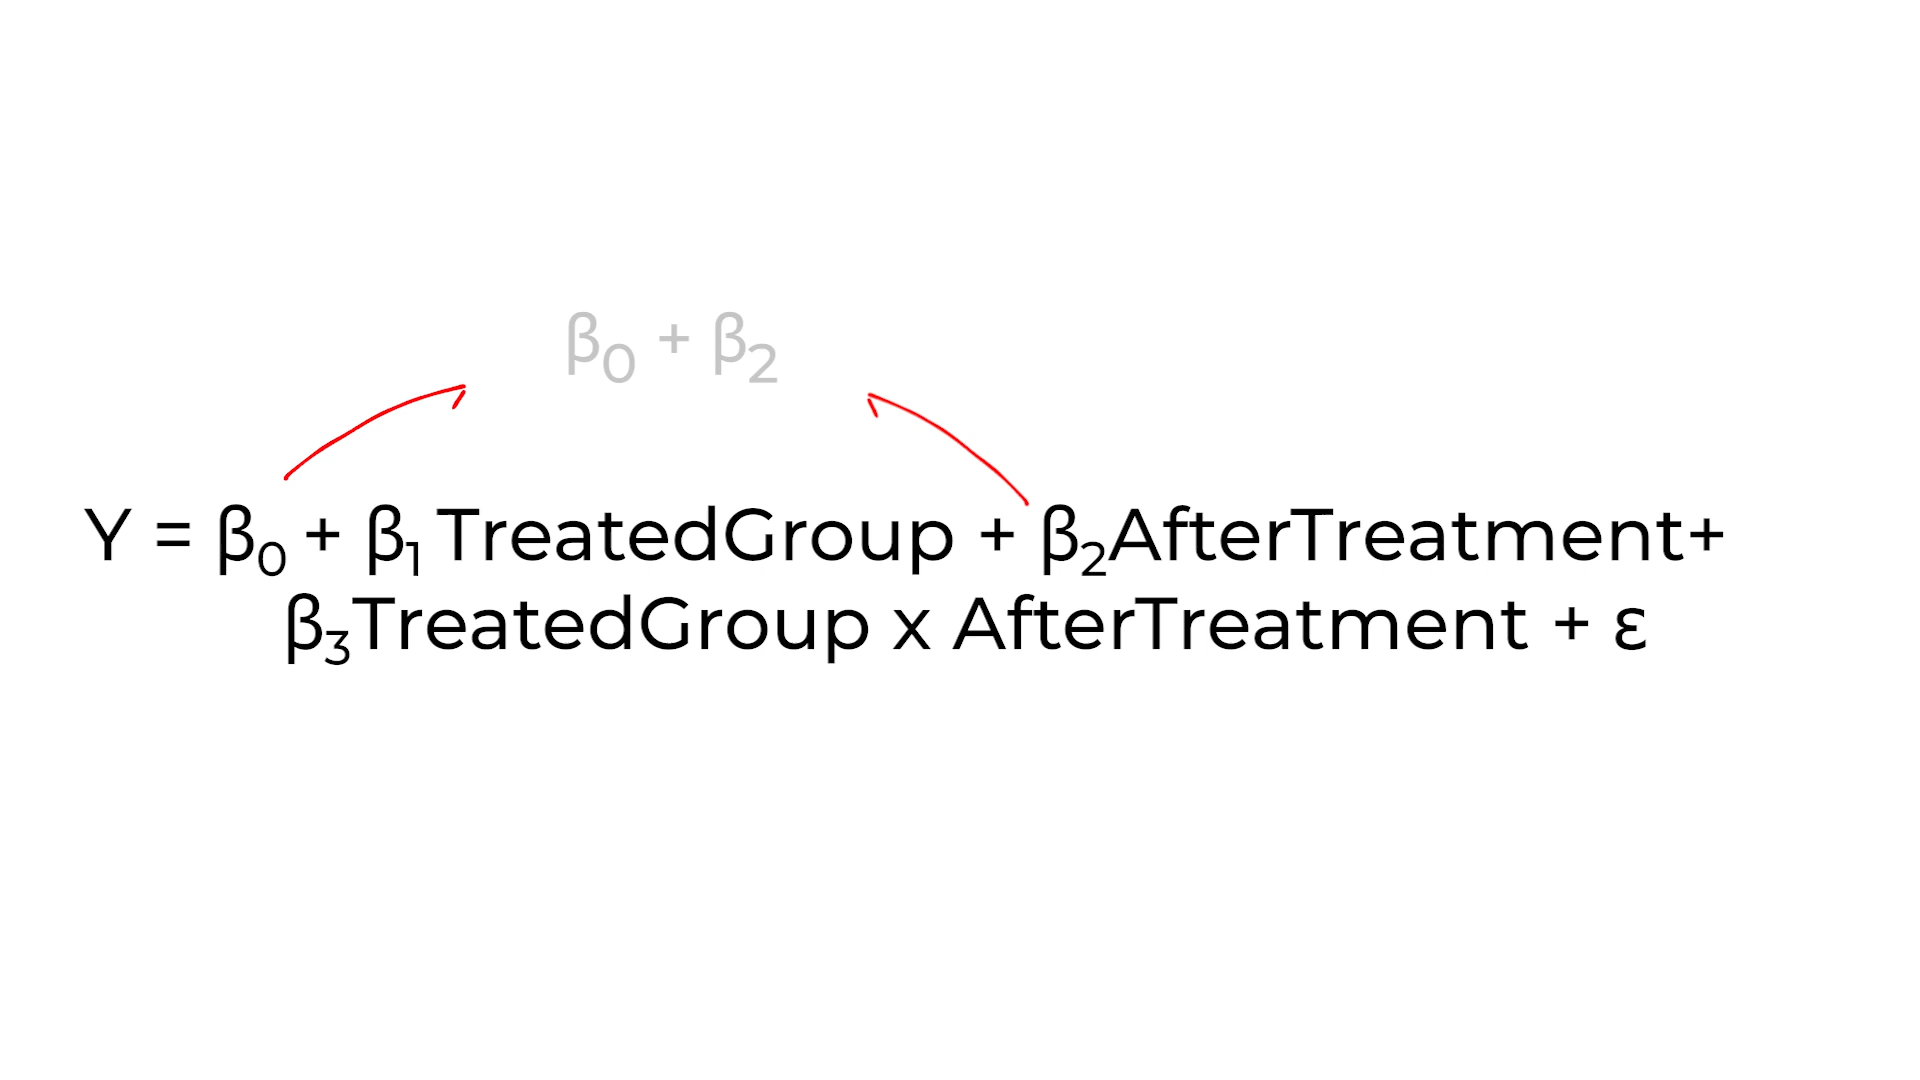 β₀ + β₂
Y = β₀ + β₁ TreatedGroup + β₂AfterTreatment+
β₃TreatedGroup x AfterTreatment + ε